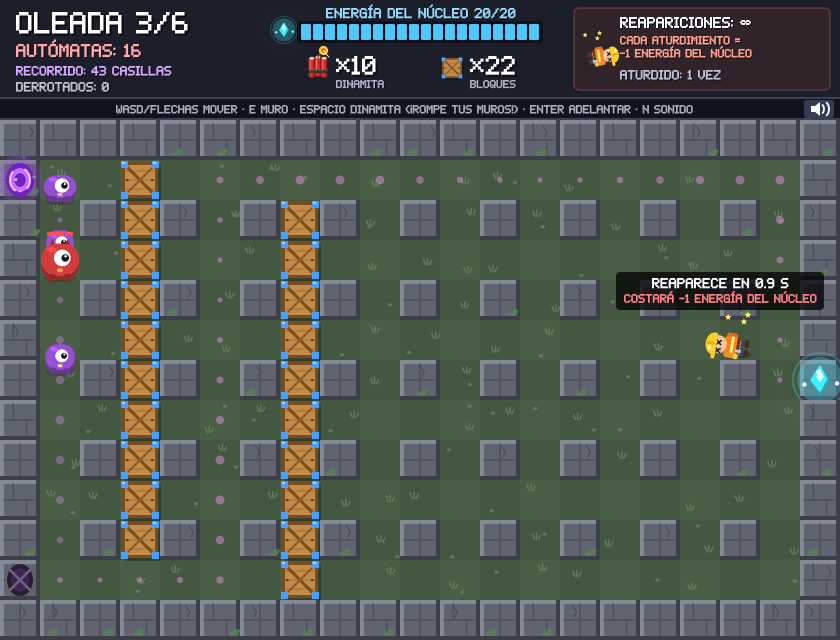 OLEADA 3/6
AUTÓMATAS: 16
RECORRIDO: 43 CASILLAS
DERROTADOS: 0
ENERGÍA DEL NÚCLEO 20/20
×10
DINAMITA
×22
BLOQUES
REAPARICIONES: ∞
CADA ATURDIMIENTO =
-1 ENERGÍA DEL NÚCLEO
ATURDIDO: 1 VEZ
WASD/FLECHAS MOVER · E MURO · ESPACIO DINAMITA (¡ROMPE TUS MUROS!) · ENTER ADELANTAR · N SONIDO
REAPARECE EN 0.9 S
COSTARÁ -1 ENERGÍA DEL NÚCLEO